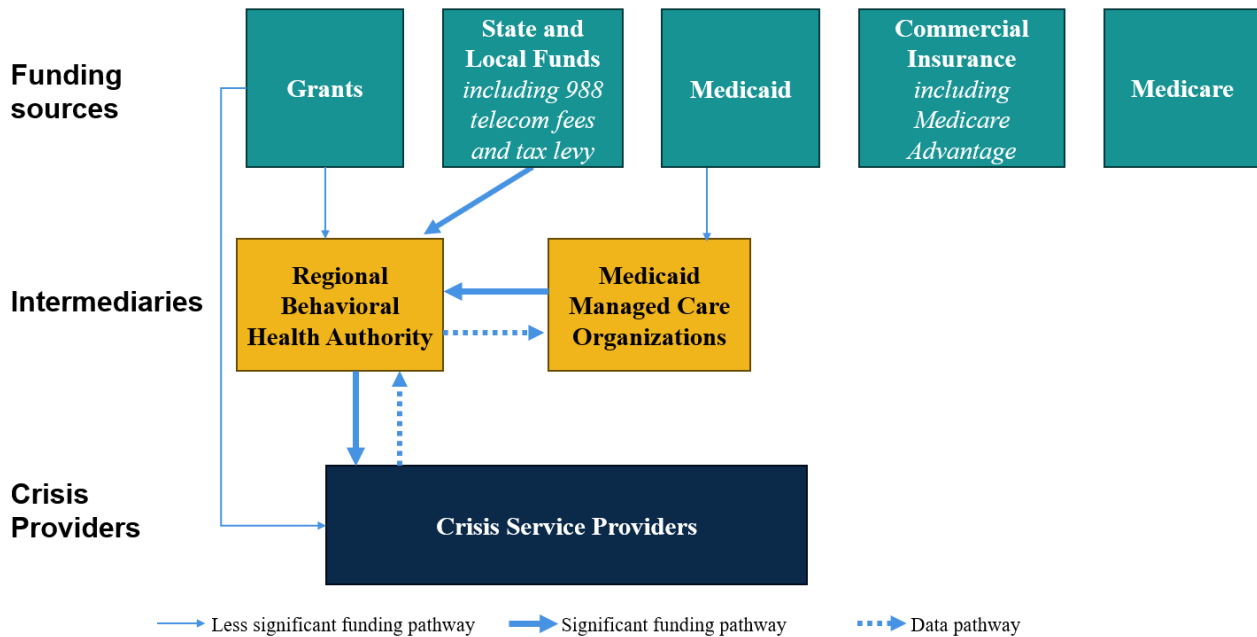 Funding
sources
Grants
State and
Local Funds
including 988
telecom fees
and tax levy
Medicaid
Commercial
Insurance
including
Medicare
Advantage
Medicare
Intermediaries
Regional
Behavioral
Health Authority
Medicaid
Managed Care
Organizations
Crisis
Providers
Crisis Service Providers
Less significant funding pathway
Significant funding pathway
Data pathway